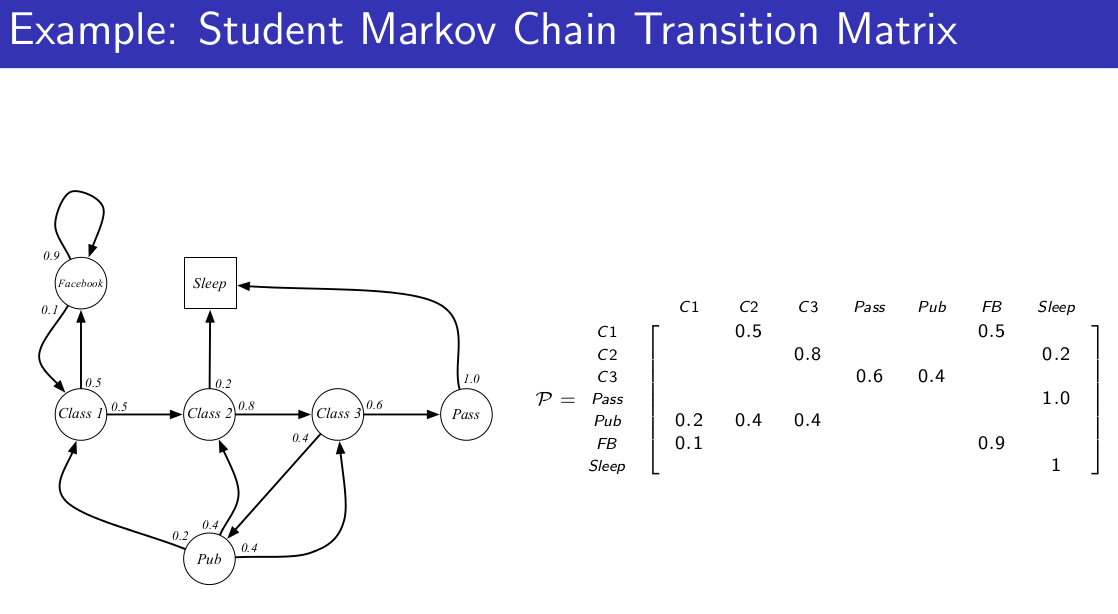 Example: Student Markov Chain Transition Matrix
0.9
Facebook
0.1
Sleep
0.5
0.2
1.0
Class 1
0.5
Class 2
0.8
Class 3
0.6
Pass
0.4
0.2
0.4
0.4
Pub
C1 C2 C3 Pass Pub FB Sleep
C1 0.5 0.5
C2 0.8 0.2
C3 0.6 0.4
𝒫 = Pass 1.0
Pub 0.2 0.4 0.4
FB 0.1 0.9
Sleep 1